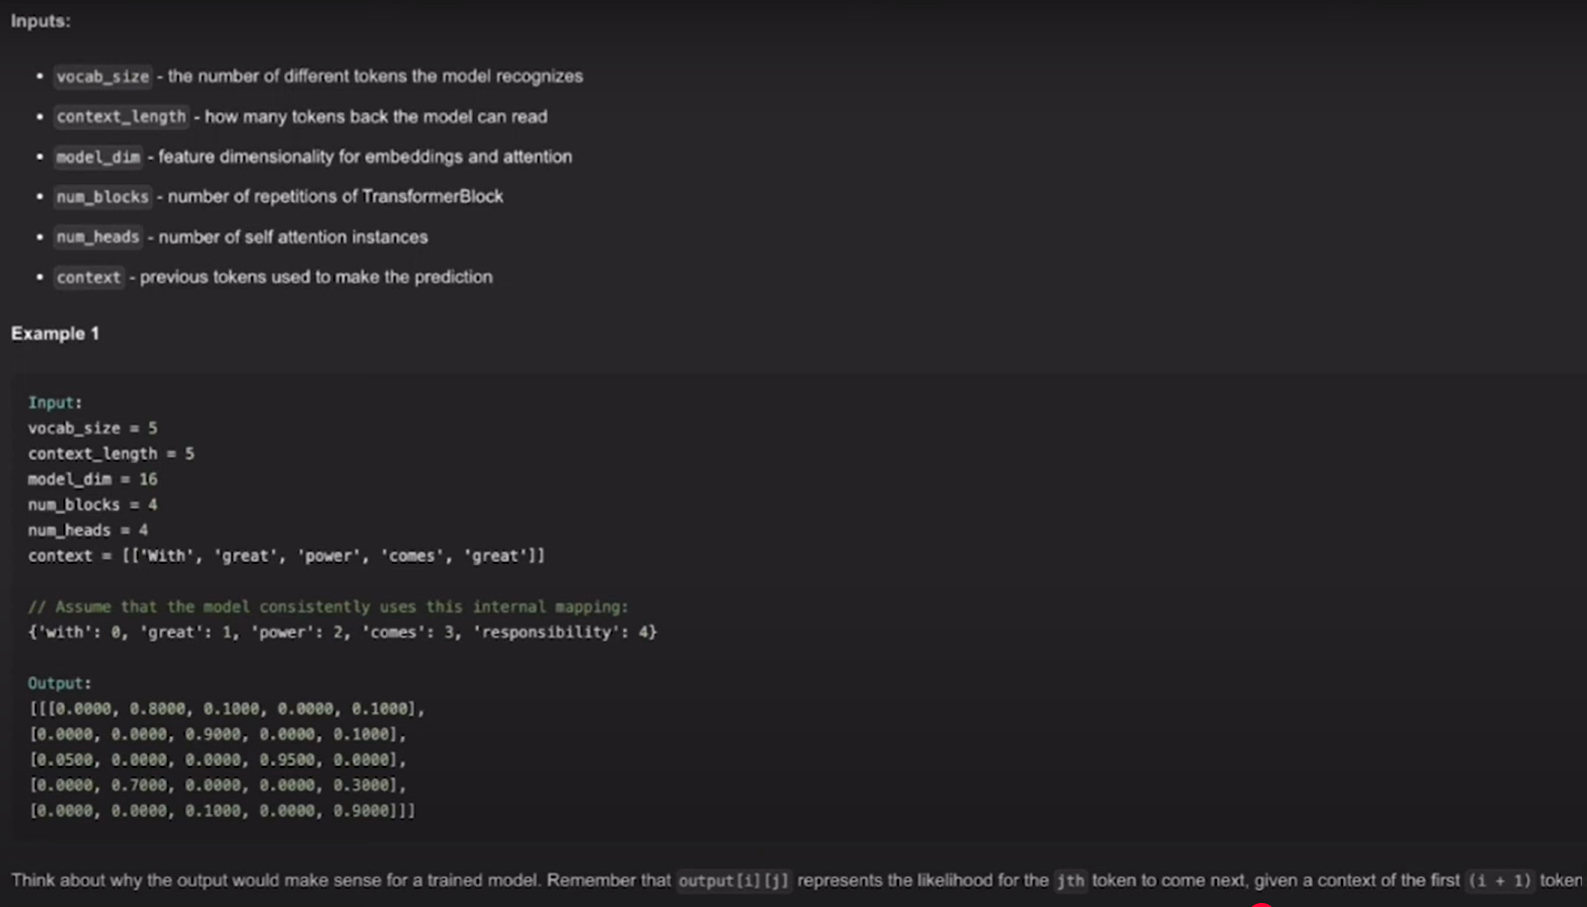 Inputs:
• vocab_size - the number of different tokens the model recognizes
• context_length - how many tokens back the model can read
• model_dim - feature dimensionality for embeddings and attention
• num_blocks - number of repetitions of TransformerBlock
• num_heads - number of self attention instances
• context - previous tokens used to make the prediction
Example 1
Input:
vocab_size = 5
context_length = 5
model_dim = 16
num_blocks = 4
num_heads = 4
context = [['With', 'great', 'power', 'comes', 'great']]
// Assume that the model consistently uses this internal mapping:
{'with': 0, 'great': 1, 'power': 2, 'comes': 3, 'responsibility': 4}
Output:
[[[0.0000, 0.8000, 0.1000, 0.0000, 0.1000],
[0.0000, 0.0000, 0.9000, 0.0000, 0.1000],
[0.0500, 0.0000, 0.0000, 0.9500, 0.0000],
[0.0000, 0.7000, 0.0000, 0.0000, 0.3000],
[0.0000, 0.0000, 0.1000, 0.0000, 0.9000]]]
Think about why the output would make sense for a trained model. Remember that output[i][j] represents the likelihood for the jth token to come next, given a context of the first (i + 1) token